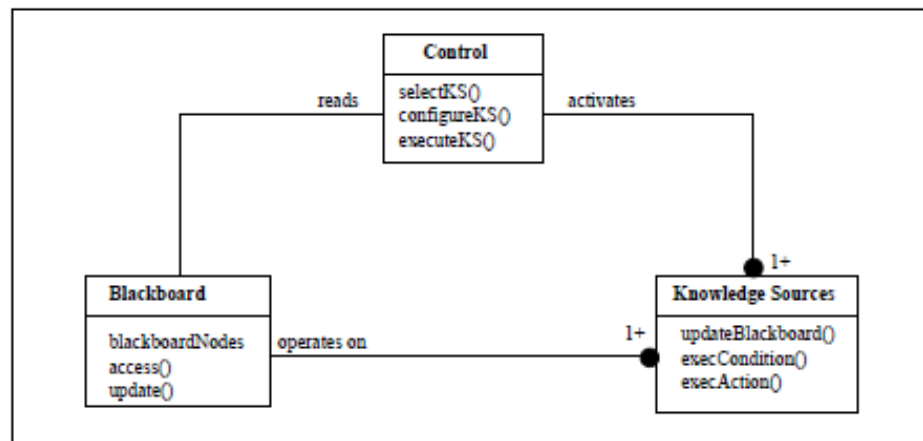 Control
selectKS()
configureKS()
executeKS()
reads
activates
1+
Blackboard
blackboardNodes
access()
update()
operates on
1+
Knowledge Sources
updateBlackboard()
execCondition()
execAction()